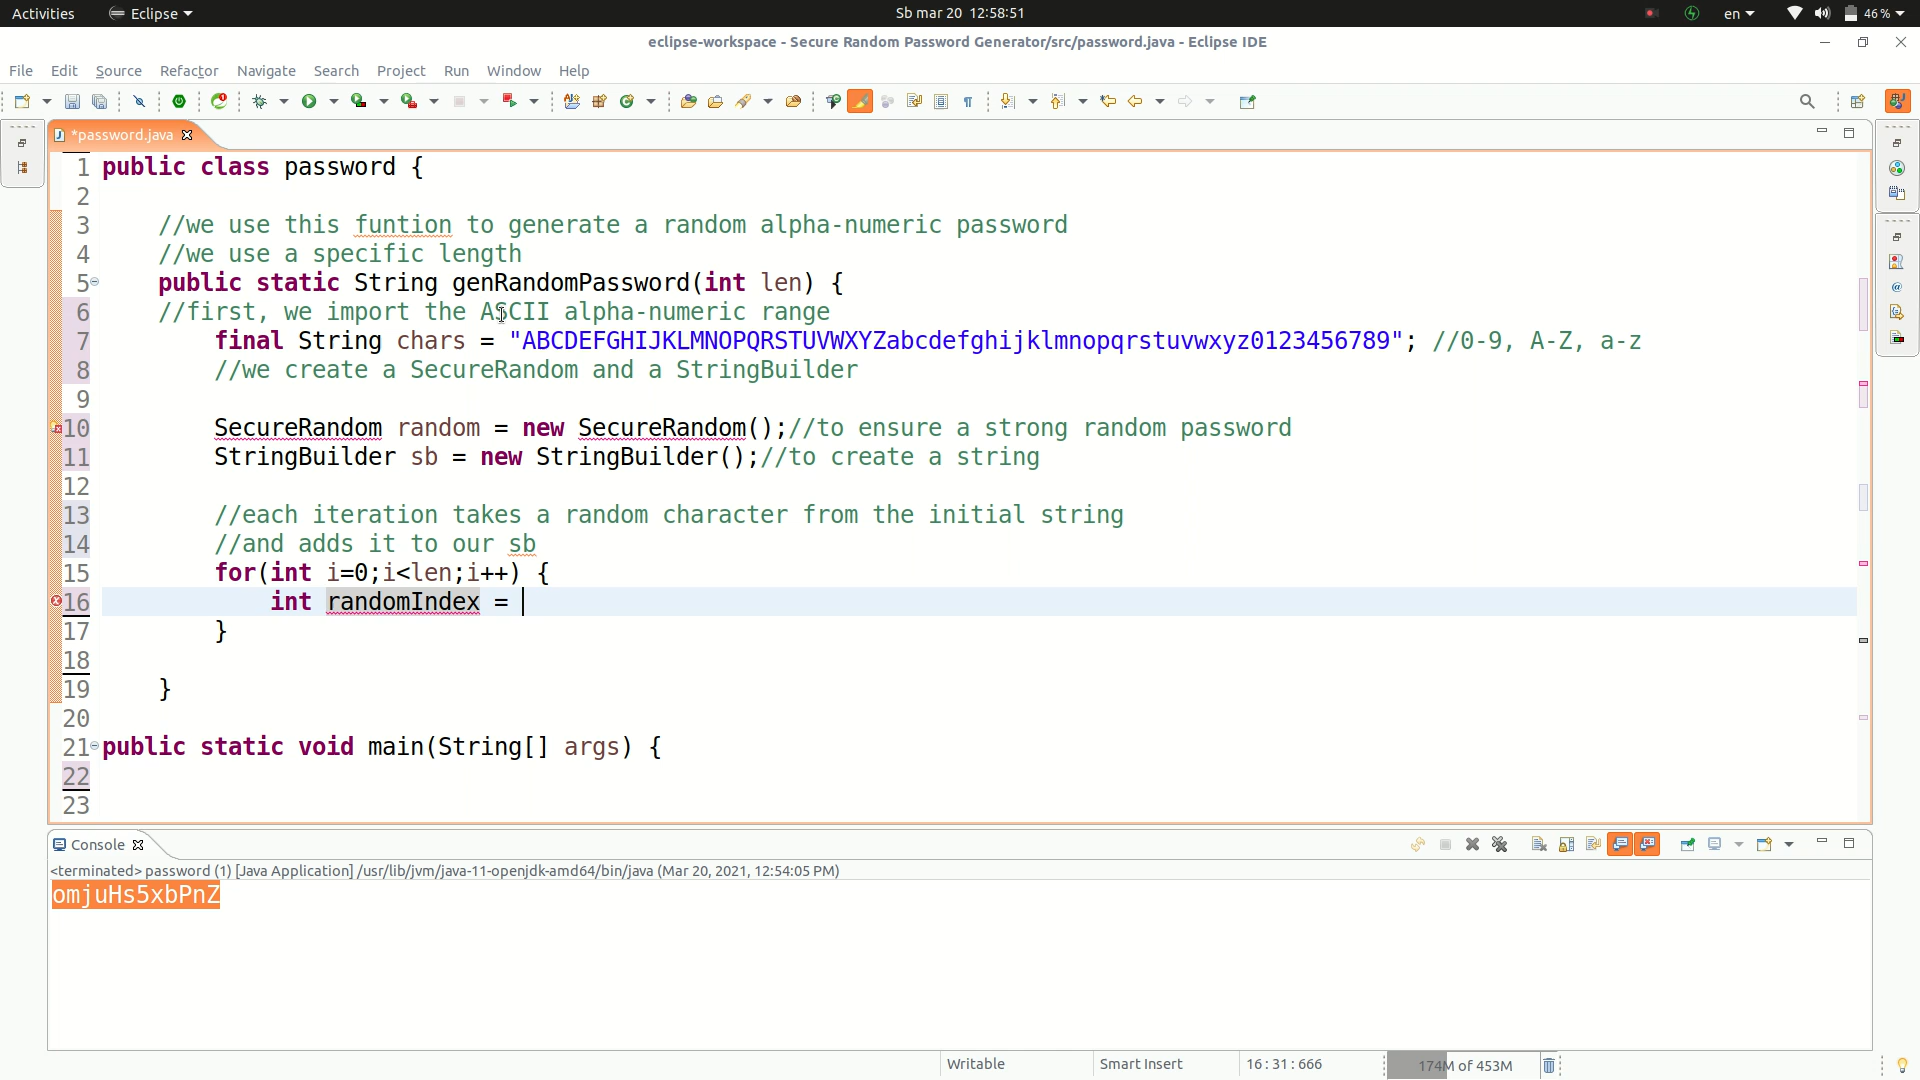 Activities Eclipse Sb mar 20 12:58:51 en 46%
eclipse-workspace - Secure Random Password Generator/src/password.java - Eclipse IDE
File Edit Source Refactor Navigate Search Project Run Window Help
*password.java
1 public class password {
2
3 //we use this funtion to generate a random alpha-numeric password
4 //we use a specific length
5 public static String genRandomPassword(int len) {
6 //first, we import the ASCII alpha-numeric range
7 final String chars = "ABCDEFGHIJKLMNOPQRSTUVWXYZabcdefghijklmnopqrstuvwxyz0123456789"; //0-9, A-Z, a-z
8 //we create a SecureRandom and a StringBuilder
9
10 SecureRandom random = new SecureRandom();//to ensure a strong random password
11 StringBuilder sb = new StringBuilder();//to create a string
12
13 //each iteration takes a random character from the initial string
14 //and adds it to our sb
15 for(int i=0;i<len;i++) {
16 int randomIndex =
17 }
18
19 }
20
21 public static void main(String[] args) {
22
23
Console
<terminated> password (1) [Java Application] /usr/lib/jvm/java-11-openjdk-amd64/bin/java (Mar 20, 2021, 12:54:05 PM)
omjuHs5xbPnZ
Writable Smart Insert 16:31:666 174M of 453M